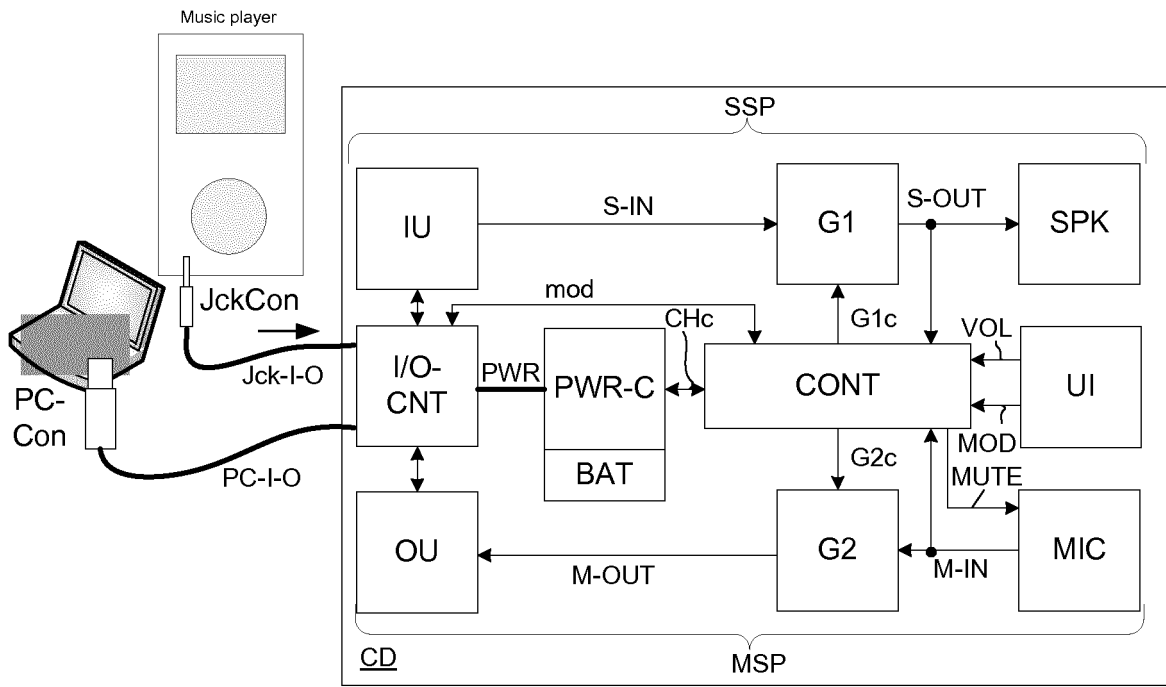 Music player
SSP
IU
S-IN
G1
S-OUT
SPK
JckCon
mod
CHc
G1c
VOL
Jck-I-O
I/O-
CNT
PWR
PWR-C
CONT
UI
PC-
Con
MOD
PC-I-O
BAT
G2c
MUTE
OU
M-OUT
G2
M-IN
MIC
CD
MSP